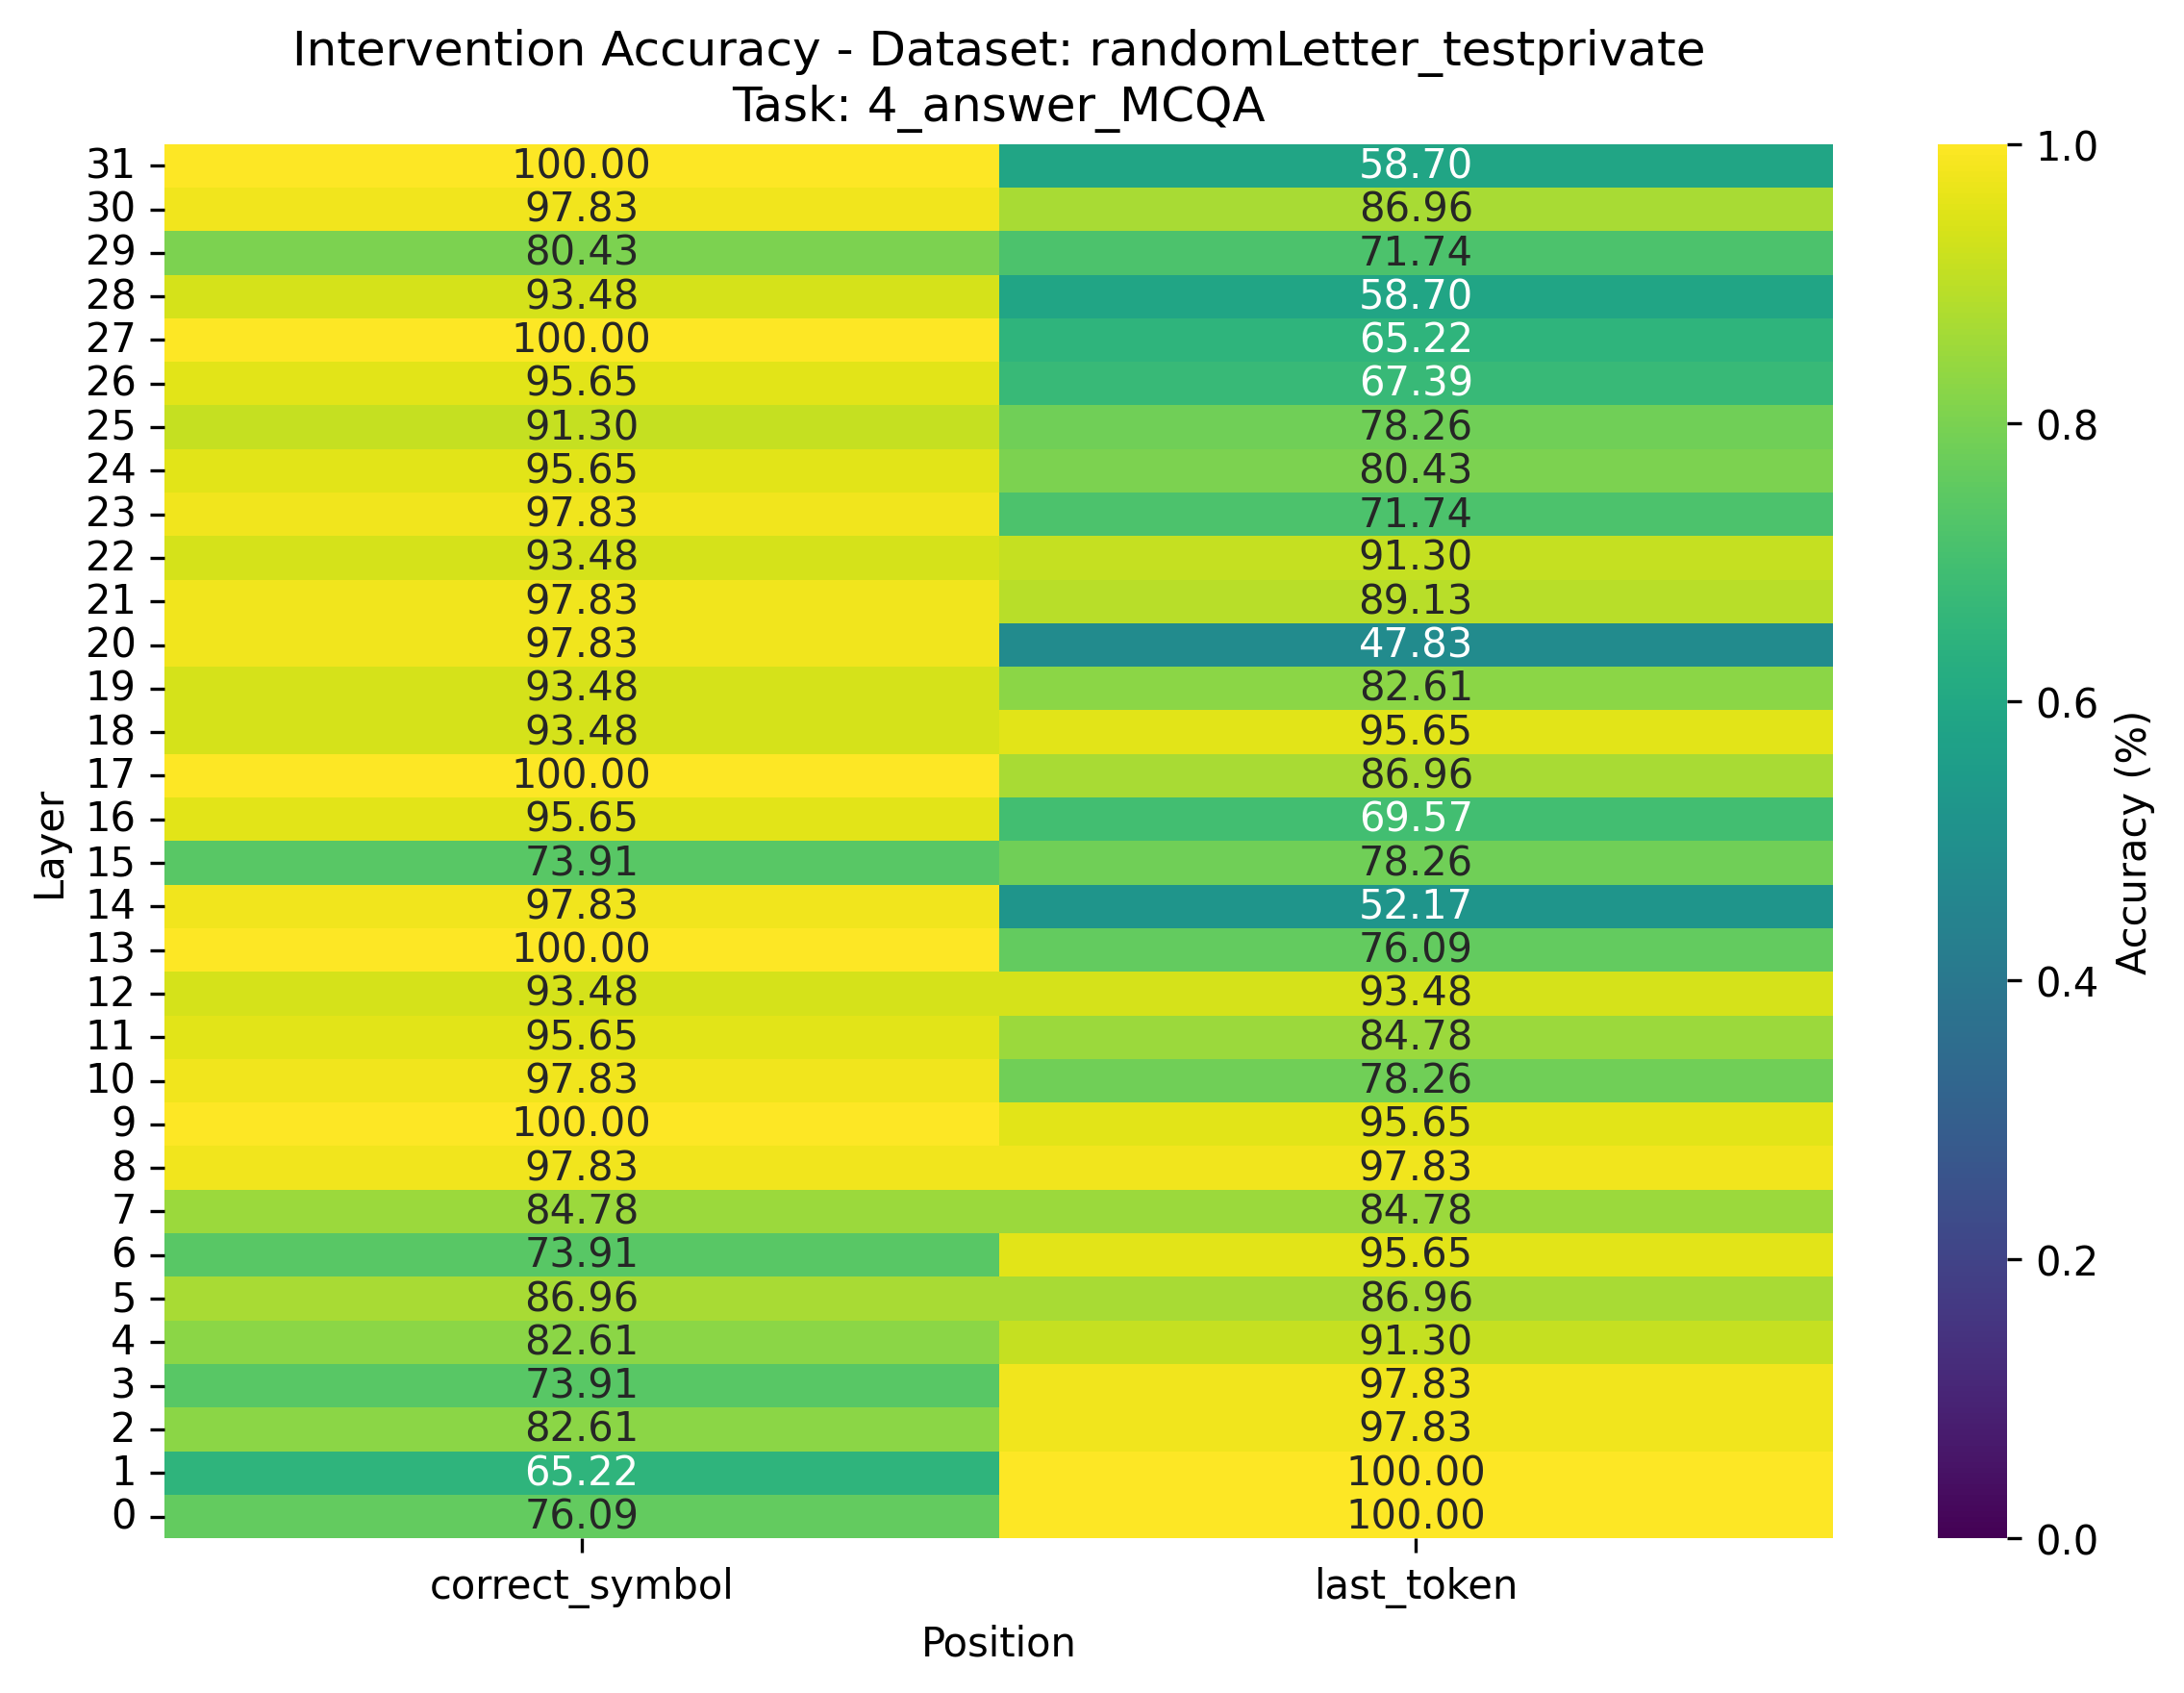 Intervention Accuracy - Dataset: randomLetter_testprivate
Task: 4_answer_MCQA
31 100.00 58.70
30 97.83 86.96
29 80.43 71.74
28 93.48 58.70
27 100.00 65.22
26 95.65 67.39
25 91.30 78.26
24 95.65 80.43
23 97.83 71.74
22 93.48 91.30
21 97.83 89.13
20 97.83 47.83
19 93.48 82.61
18 93.48 95.65
17 100.00 86.96
16 95.65 69.57
15 73.91 78.26
14 97.83 52.17
13 100.00 76.09
12 93.48 93.48
11 95.65 84.78
10 97.83 78.26
9 100.00 95.65
8 97.83 97.83
7 84.78 84.78
6 73.91 95.65
5 86.96 86.96
4 82.61 91.30
3 73.91 97.83
2 82.61 97.83
1 65.22 100.00
0 76.09 100.00
correct_symbol last_token
Position
Layer
1.0
0.8
0.6
0.4
0.2
0.0
Accuracy (%)